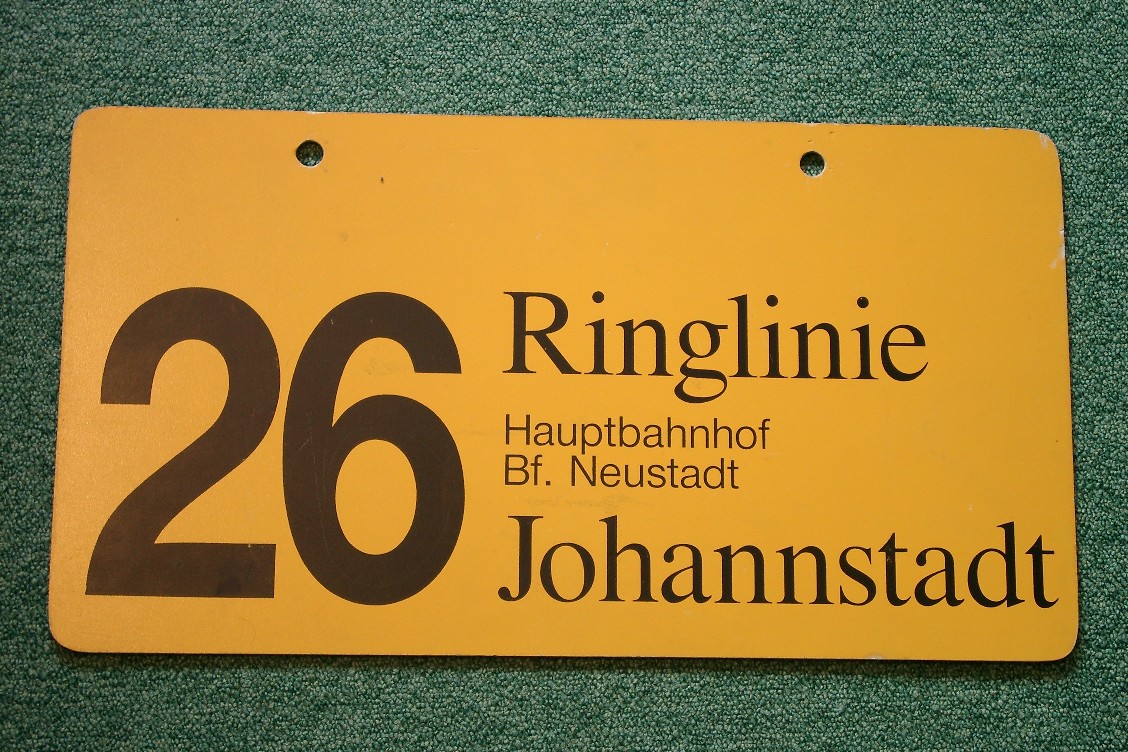 26
Ringlinie
Hauptbahnhof
Bf. Neustadt
Johannstadt